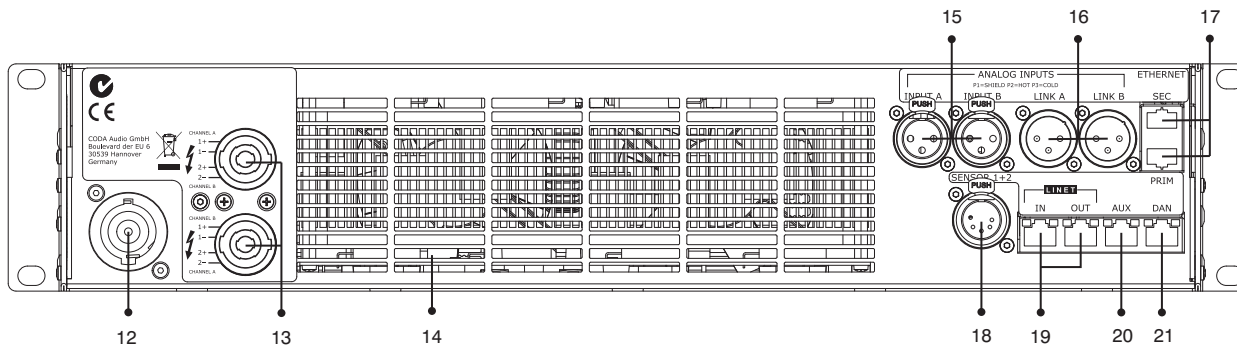 15
16
17
ANALOG INPUTS
P1=SHIELD P2=HOT P3=COLD
ETHERNET
INPUT A
INPUT B
LINK A
LINK B
SEC
PUSH
PUSH
CE
CODA Audio GmbH
Boulevard der EU 6
30539 Hannover
Germany
CHANNEL A
1+
1−
2+
2−
CHANNEL B
CHANNEL B
1+
1−
2+
2−
CHANNEL A
SENSOR 1+2
PUSH
LINET
PRIM
IN
OUT
AUX
DAN
12
13
14
18
19
20
21